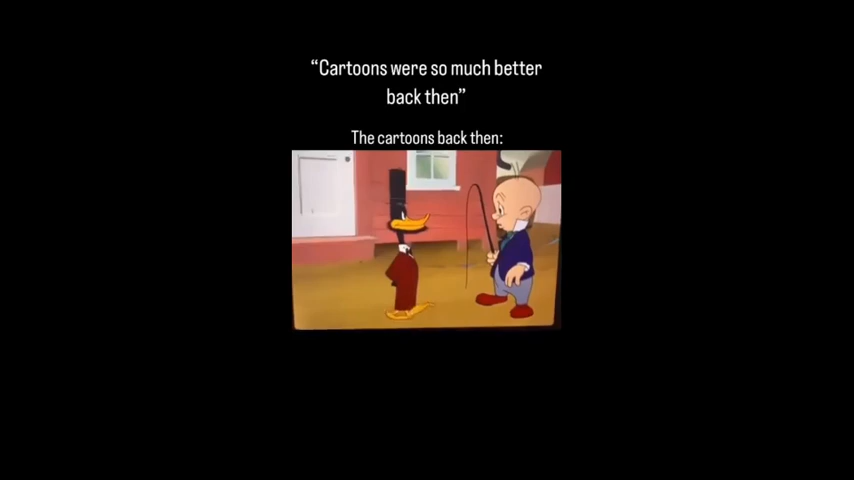 “Cartoons were so much better
back then”
The cartoons back then: